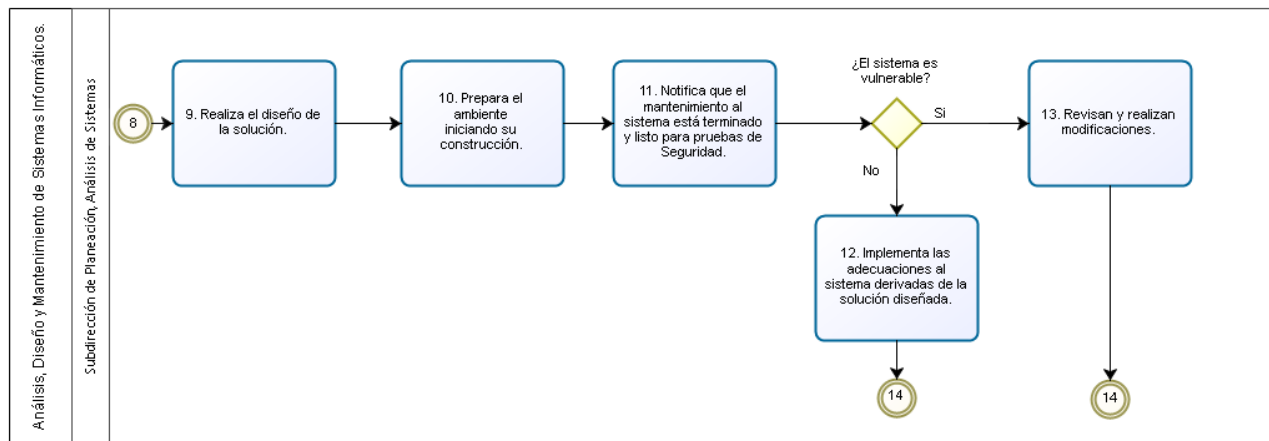 Análisis, Diseño y Mantenimiento de Sistemas Informáticos.
Subdirección de Planeación, Análisis de Sistemas
8
9. Realiza el diseño de
la solución.
10. Prepara el
ambiente
iniciando su
construcción.
11. Notifica que el
mantenimiento al
sistema está terminado
y listo para pruebas de
Seguridad.
¿El sistema es
vulnerable?
Si
No
13. Revisan y realizan
modificaciones.
12. Implementa las
adecuaciones al
sistema derivadas de la
solución diseñada.
14
14